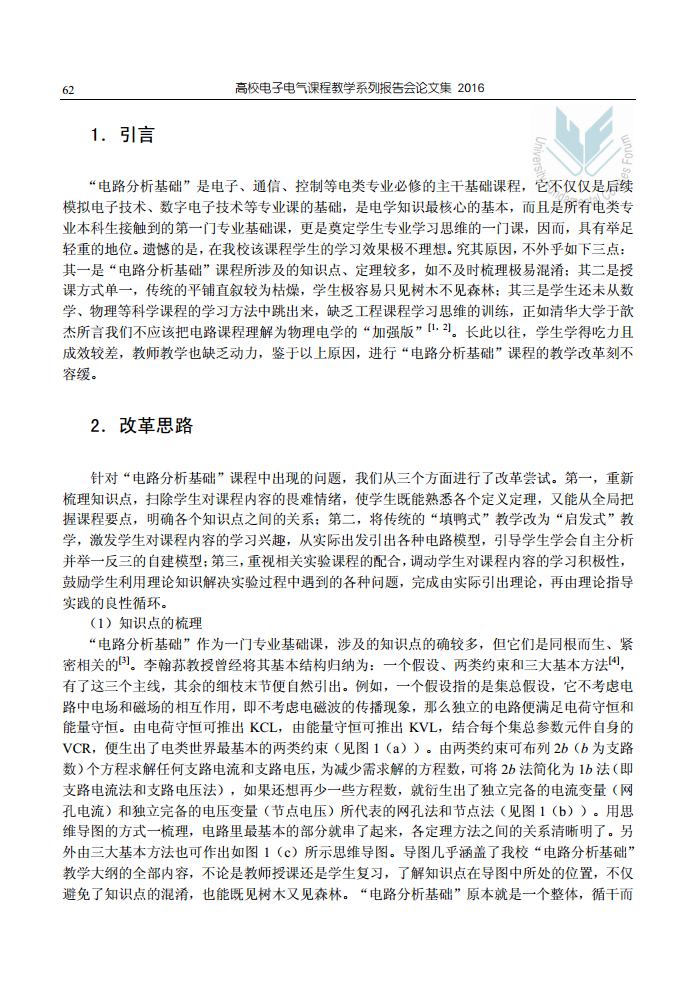 62
高校电子电气课程教学系列报告会论文集 2016
University Fundamental Courses Forum
1．引言
“电路分析基础”是电子、通信、控制等电类专业必修的主干基础课程，它不仅仅是后续
模拟电子技术、数字电子技术等专业课的基础，是电学知识最核心的基本，而且是所有电类专
业本科生接触到的第一门专业基础课，更是奠定学生专业学习思维的一门课，因而，具有举足
轻重的地位。遗憾的是，在我校该课程学生的学习效果极不理想。究其原因，不外乎如下三点：
其一是“电路分析基础”课程所涉及的知识点、定理较多，如不及时梳理极易混淆；其二是授
课方式单一，传统的平铺直叙较为枯燥，学生极容易只见树木不见森林；其三是学生还未从数
学、物理等科学课程的学习方法中跳出来，缺乏工程课程学习思维的训练，正如清华大学于歆
杰所言我们不应该把电路课程理解为物理电学的“加强版”[1, 2]。长此以往，学生学得吃力且
成效较差，教师教学也缺乏动力，鉴于以上原因，进行“电路分析基础”课程的教学改革刻不
容缓。
2．改革思路
针对“电路分析基础”课程中出现的问题，我们从三个方面进行了改革尝试。第一，重新
梳理知识点，扫除学生对课程内容的畏难情绪，使学生既能熟悉各个定义定理，又能从全局把
握课程要点，明确各个知识点之间的关系；第二，将传统的“填鸭式”教学改为“启发式”教
学，激发学生对课程内容的学习兴趣，从实际出发引出各种电路模型，引导学生学会自主分析
并举一反三的自建模型；第三，重视相关实验课程的配合，调动学生对课程内容的学习积极性，
鼓励学生利用理论知识解决实验过程中遇到的各种问题，完成由实际引出理论，再由理论指导
实践的良性循环。
（1）知识点的梳理
“电路分析基础”作为一门专业基础课，涉及的知识点的确较多，但它们是同根而生、紧
密相关的[3]。李翰荪教授曾经将其基本结构归纳为：一个假设、两类约束和三大基本方法[4]，
有了这三个主线，其余的细枝末节便自然引出。例如，一个假设指的是集总假设，它不考虑电
路中电场和磁场的相互作用，即不考虑电磁波的传播现象，那么独立的电路便满足电荷守恒和
能量守恒。由电荷守恒可推出 KCL，由能量守恒可推出 KVL，结合每个集总参数元件自身的
VCR，便生出了电类世界最基本的两类约束（见图 1（a））。由两类约束可布列 2b（b 为支路
数）个方程求解任何支路电流和支路电压，为减少需求解的方程数，可将 2b 法简化为 1b 法（即
支路电流法和支路电压法），如果还想再少一些方程数，就衍生出了独立完备的电流变量（网
孔电流）和独立完备的电压变量（节点电压）所代表的网孔法和节点法（见图 1（b））。用思
维导图的方式一梳理，电路里最基本的部分就串了起来，各定理方法之间的关系清晰明了。另
外由三大基本方法也可作出如图 1（c）所示思维导图。导图几乎涵盖了我校“电路分析基础”
教学大纲的全部内容，不论是教师授课还是学生复习，了解知识点在导图中所处的位置，不仅
避免了知识点的混淆，也能既见树木又见森林。“电路分析基础”原本就是一个整体，循干而